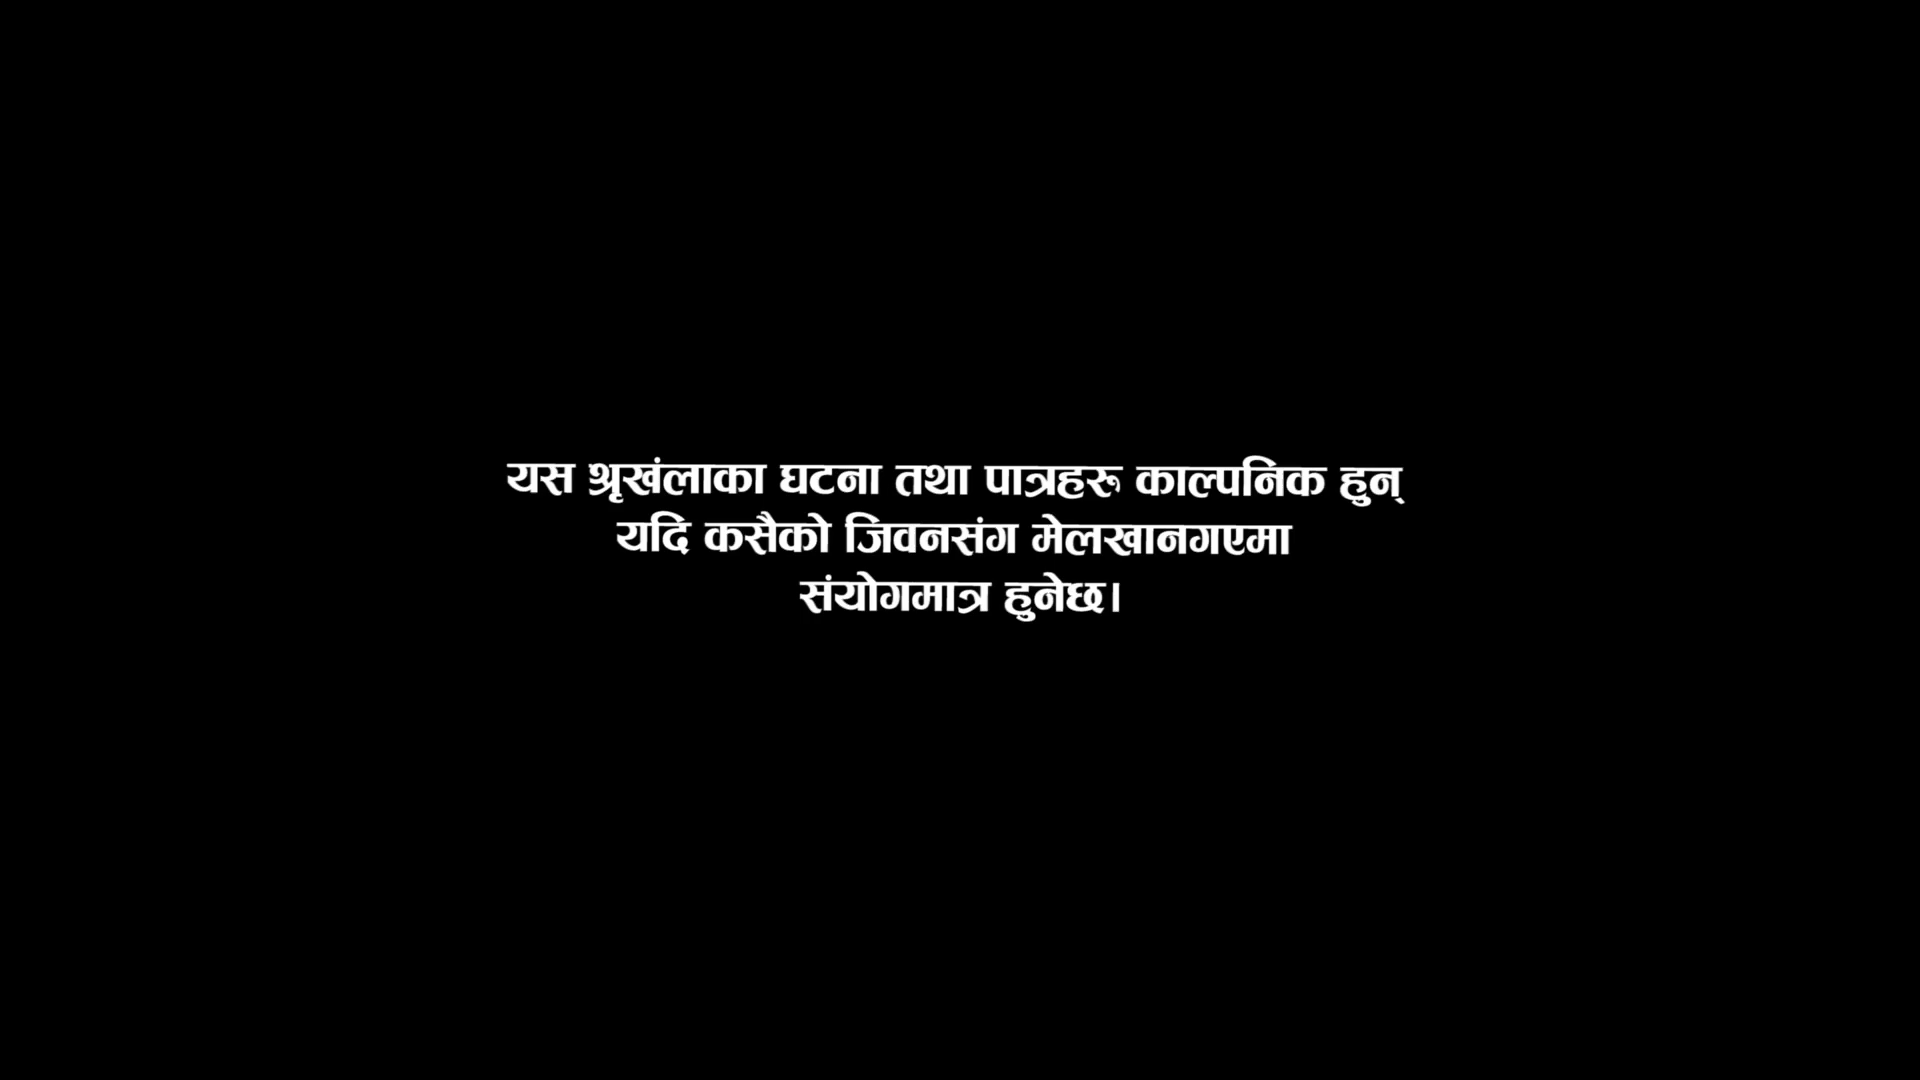 यस श्रृखंलाका घटना तथा पात्रहरू काल्पनिक हुन्
यदि कसैको जिवनसंग मेलखानगएमा
संयोगमात्र हुनेछ।